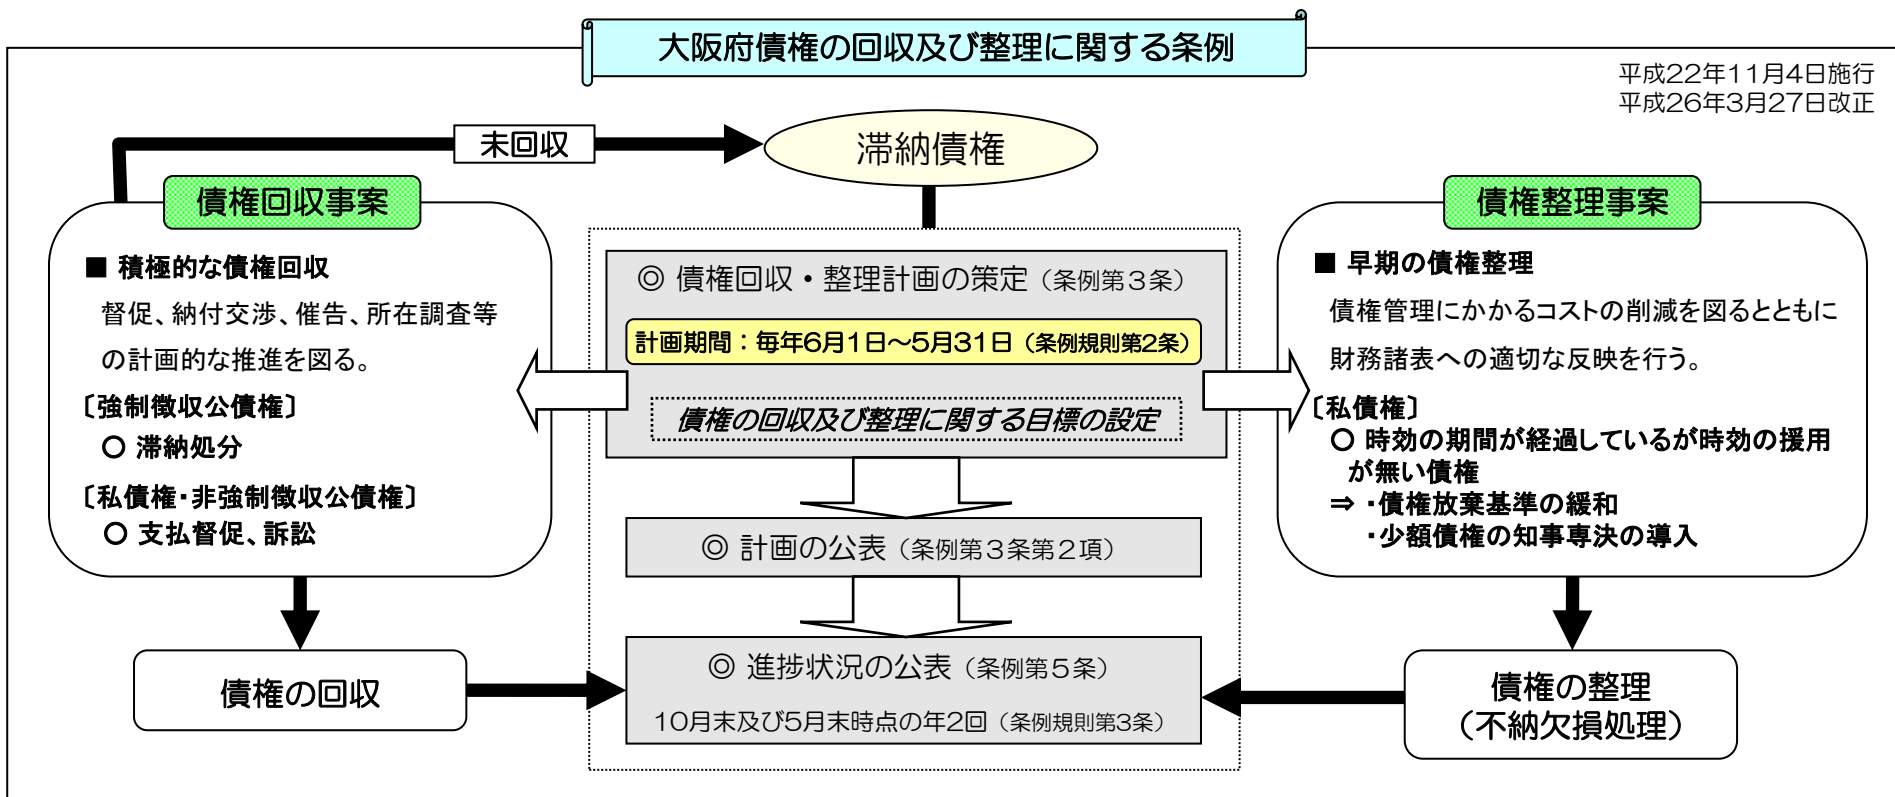 大阪府債権の回収及び整理に関する条例
平成22年11月4日施行
平成26年3月27日改正
未回収
滞納債権
債権回収事案
■ 積極的な債権回収
督促、納付交渉、催告、所在調査等
の計画的な推進を図る。
〔強制徴収公債権〕
○ 滞納処分
〔私債権・非強制徴収公債権〕
○ 支払督促、訴訟
債権の回収
◎ 債権回収・整理計画の策定（条例第３条）
計画期間：毎年6月1日～5月31日（条例規則第2条）
債権の回収及び整理に関する目標の設定
◎ 計画の公表（条例第３条第２項）
◎ 進捗状況の公表（条例第５条）
10月末及び5月末時点の年2回（条例規則第3条）
債権整理事案
■ 早期の債権整理
債権管理にかかるコストの削減を図るとともに
財務諸表への適切な反映を行う。
〔私債権〕
○ 時効の期間が経過しているが時効の援用
が無い債権
⇒ ・債権放棄基準の緩和
・少額債権の知事専決の導入
債権の整理
（不納欠損処理）